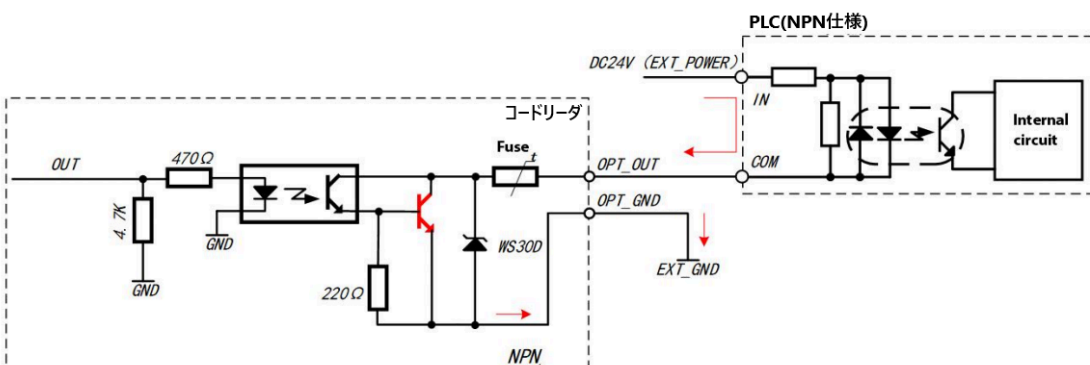 PLC(NPN仕様)
DC24V (EXT_POWER)
IN
コードリーダ
Internal
circuit
OUT
470Ω
Fuse
t
OPT_OUT
COM
OPT_GND
4.7K
GND
WS30D
GND
220Ω
EXT_GND
NPN